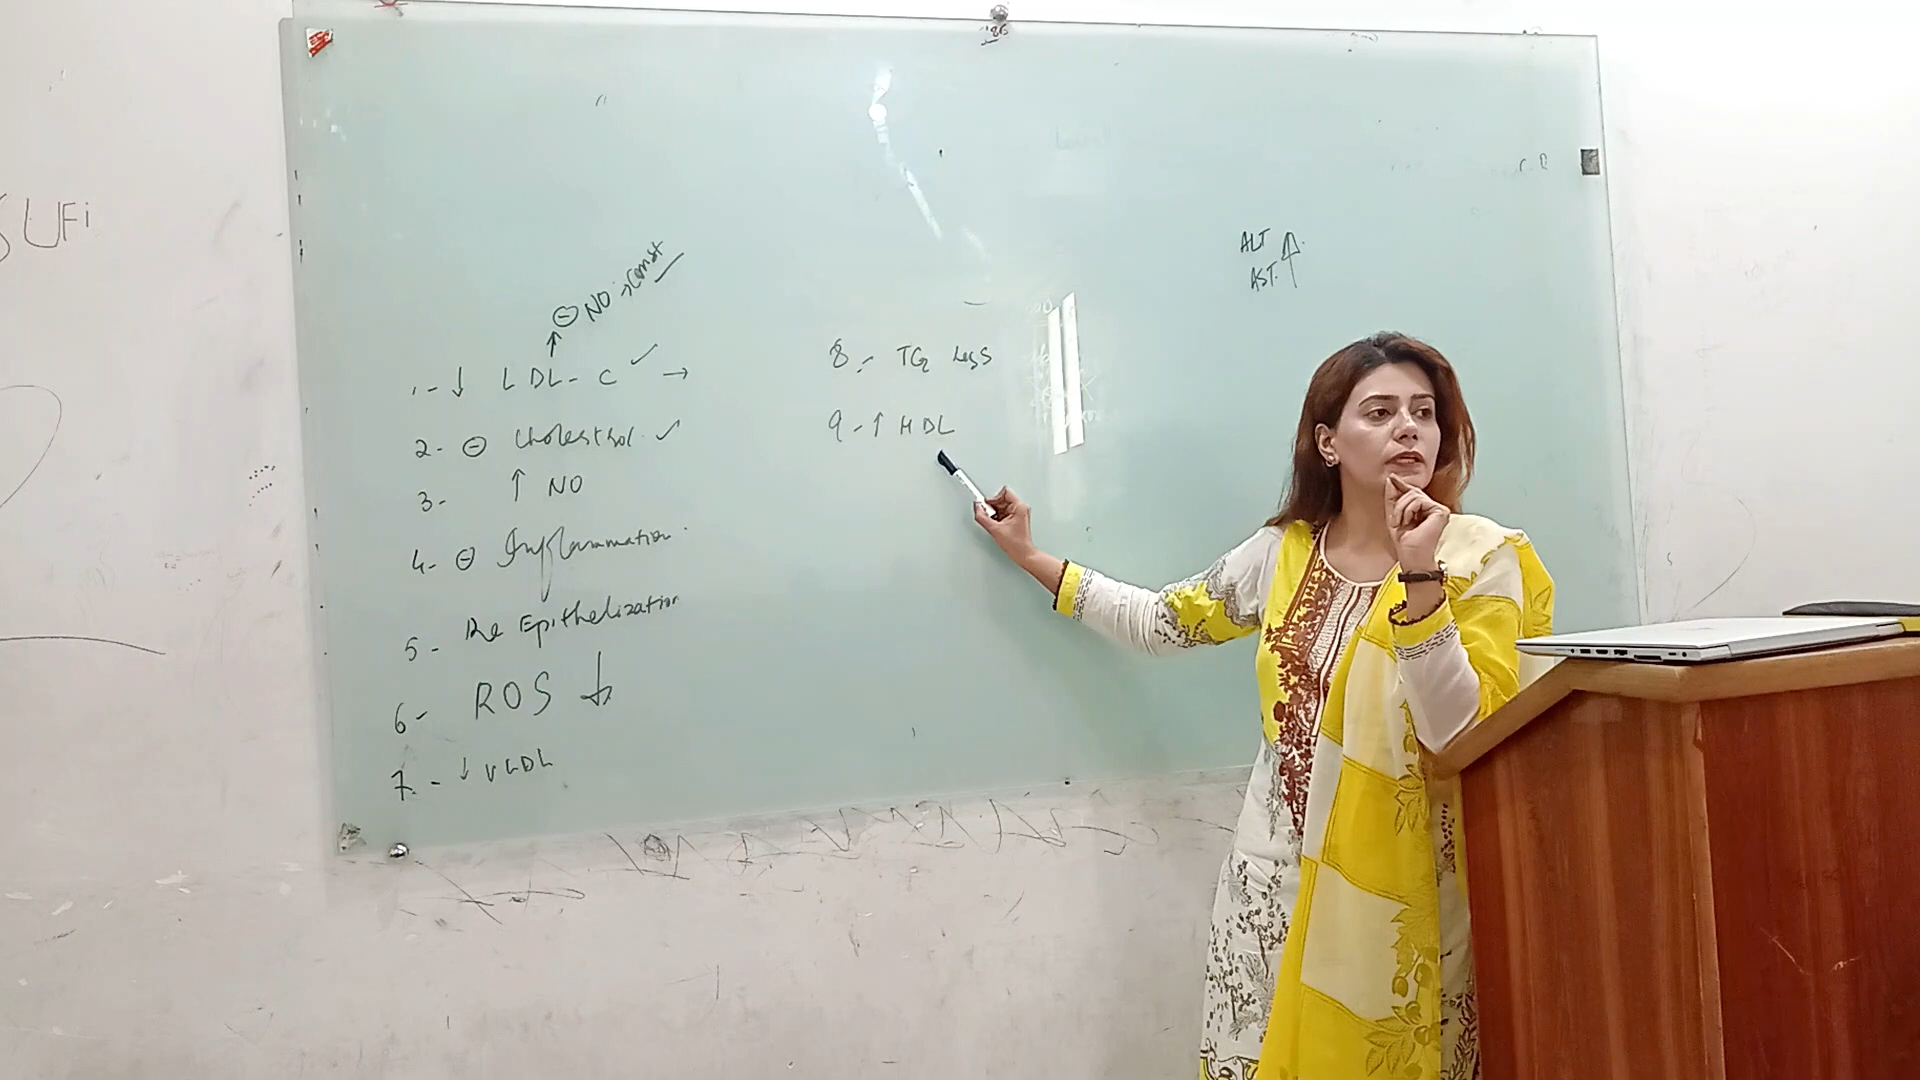 SUFi
⊖ NO → Const
1- ↓ LDL-C ✓ →
2- ⊖ Cholestrol ✓
3- ↑ NO
4- ⊖ Inflammation
5- Re Epithelization
6- ROS ↓
7- ↓ VLDL
8- TG Less
9- ↑ HDL
ALT ↑
AST